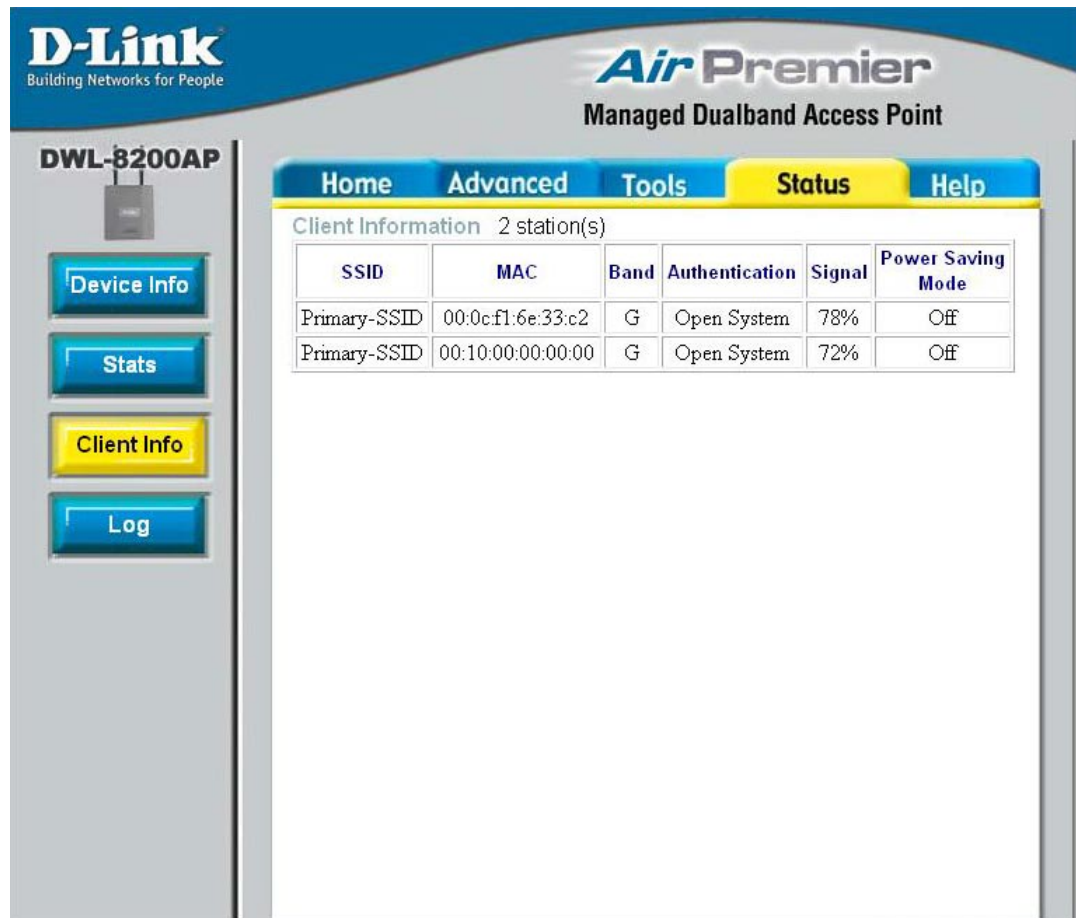 D-Link
Building Networks for People
Air Premier
Managed Dualband Access Point
DWL-8200AP
Home Advanced Tools Status Help
Client Information 2 station(s)
SSID MAC Band Authentication Signal Power Saving Mode
Primary-SSID 00:0c:f1:6e:33:c2 G Open System 78% Off
Primary-SSID 00:10:00:00:00:00 G Open System 72% Off
Device Info
Stats
Client Info
Log